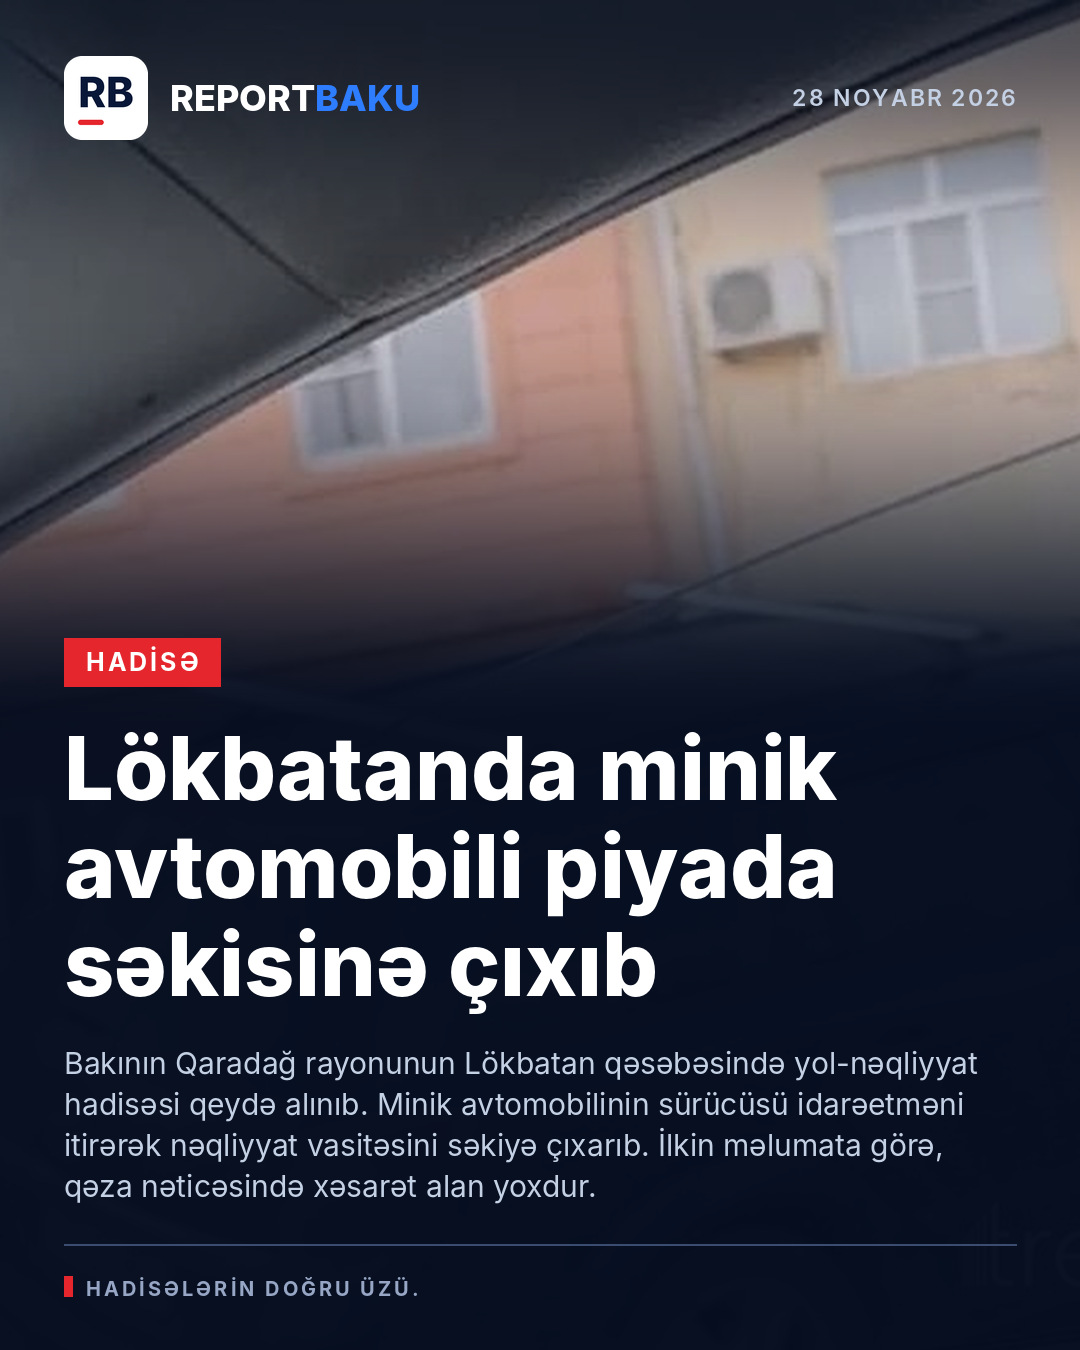 RB
REPORTBAKU
28 NOYABR 2026
HADİSƏ
Lökbatanda minik
avtomobili piyada
səkisinə çıxıb
Bakının Qaradağ rayonunun Lökbatan qəsəbəsində yol-nəqliyyat
hadisəsi qeydə alınıb. Minik avtomobilinin sürücüsü idarəetməni
itirərək nəqliyyat vasitəsini səkiyə çıxarıb. İlkin məlumata görə,
qəza nəticəsində xəsarət alan yoxdur.
HADİSƏLƏRİN DOĞRU ÜZÜ.